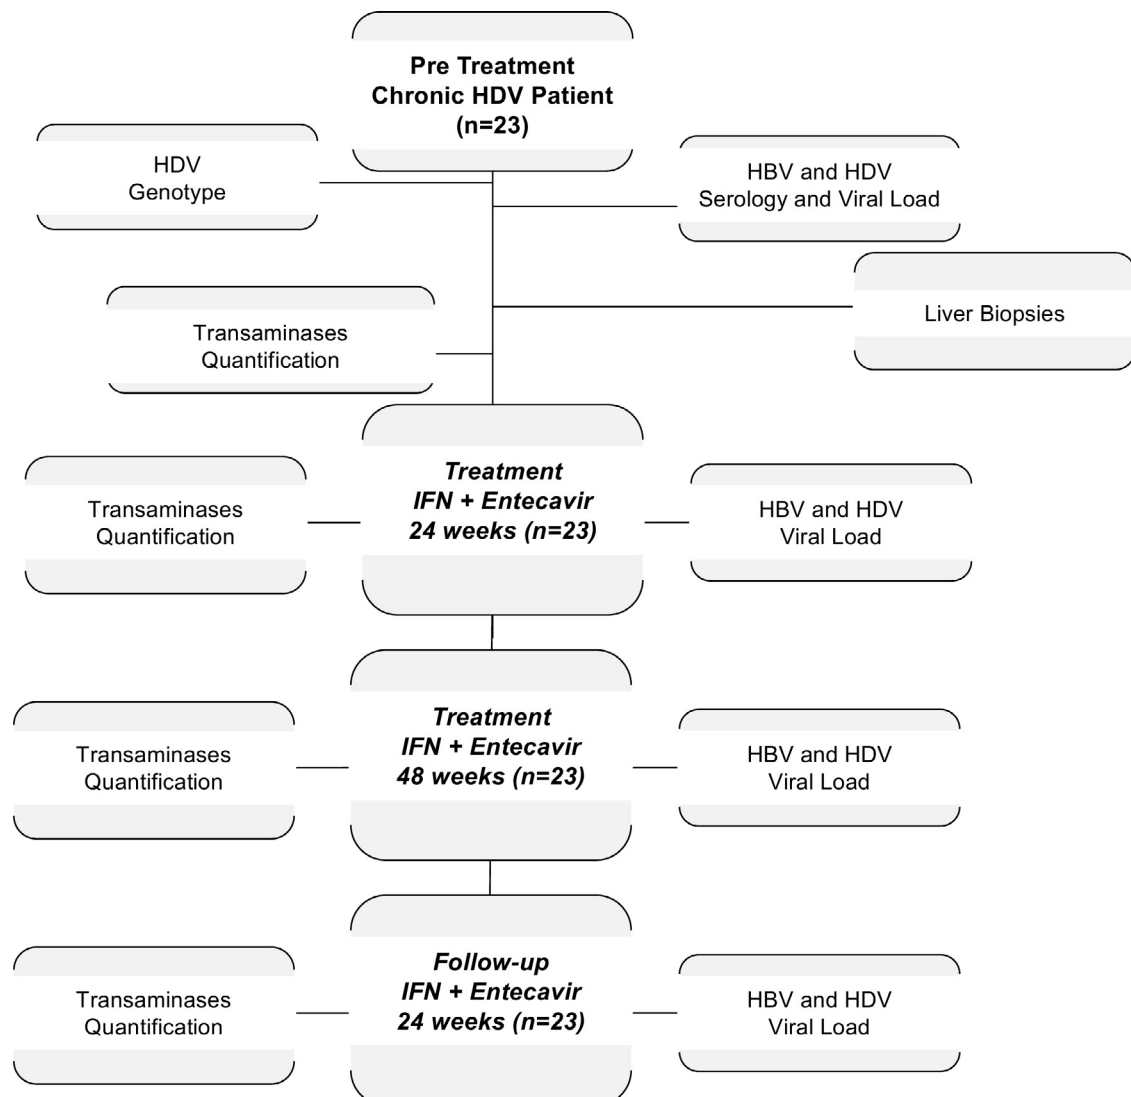 Pre Treatment
Chronic HDV Patient
(n=23)
HDV
Genotype
HBV and HDV
Serology and Viral Load
Liver Biopsies
Transaminases
Quantification
Treatment
IFN + Entecavir
24 weeks (n=23)
Transaminases
Quantification
HBV and HDV
Viral Load
Treatment
IFN + Entecavir
48 weeks (n=23)
Transaminases
Quantification
HBV and HDV
Viral Load
Follow-up
IFN + Entecavir
24 weeks (n=23)
Transaminases
Quantification
HBV and HDV
Viral Load